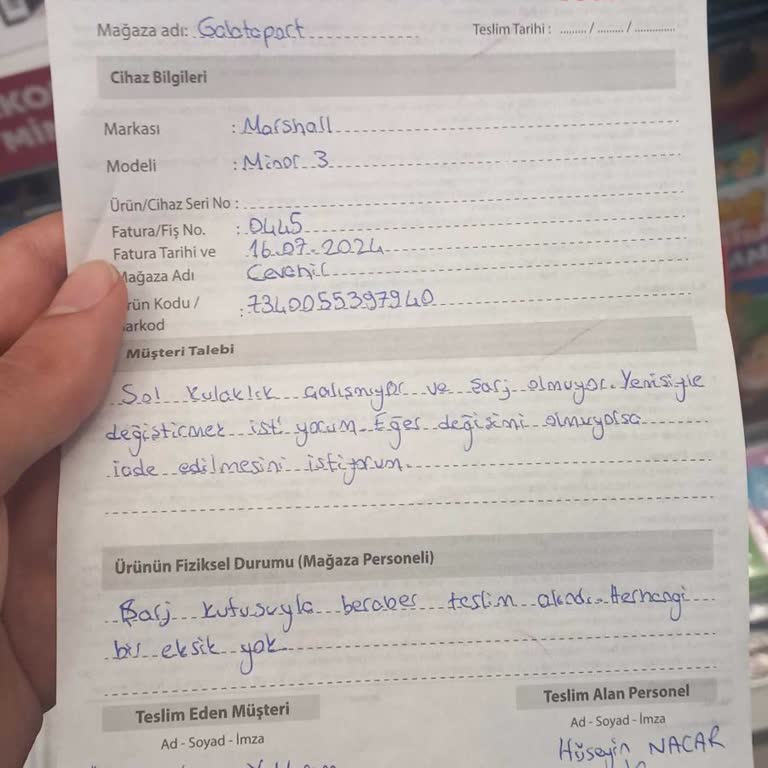 Mağaza adı: Galatapart
Teslim Tarihi : ......... / ......... / ..............
Cihaz Bilgileri
Markası : Marshall
Modeli : Minor 3
Ürün/Cihaz Seri No :
Fatura/Fiş No. : 0445
Fatura Tarihi ve 16.07.2024
Mağaza Adı Cevahir
rün Kodu / : 7340055397940
arkod
Müşteri Talebi
Sol kulaklık çalışmıyor ve şarj olmuyor. Yenisiyle
değiştirmek istiyorum. Eğer değişimi olmuyorsa
iade edilmesini istiyorum.
Ürünün Fiziksel Durumu (Mağaza Personeli)
Şarj kutusuyla beraber teslim alındı. Herhangi
bir eksik yok
Teslim Eden Müşteri
Ad - Soyad - İmza
Teslim Alan Personel
Ad - Soyad - İmza
Hüseyin NACAR